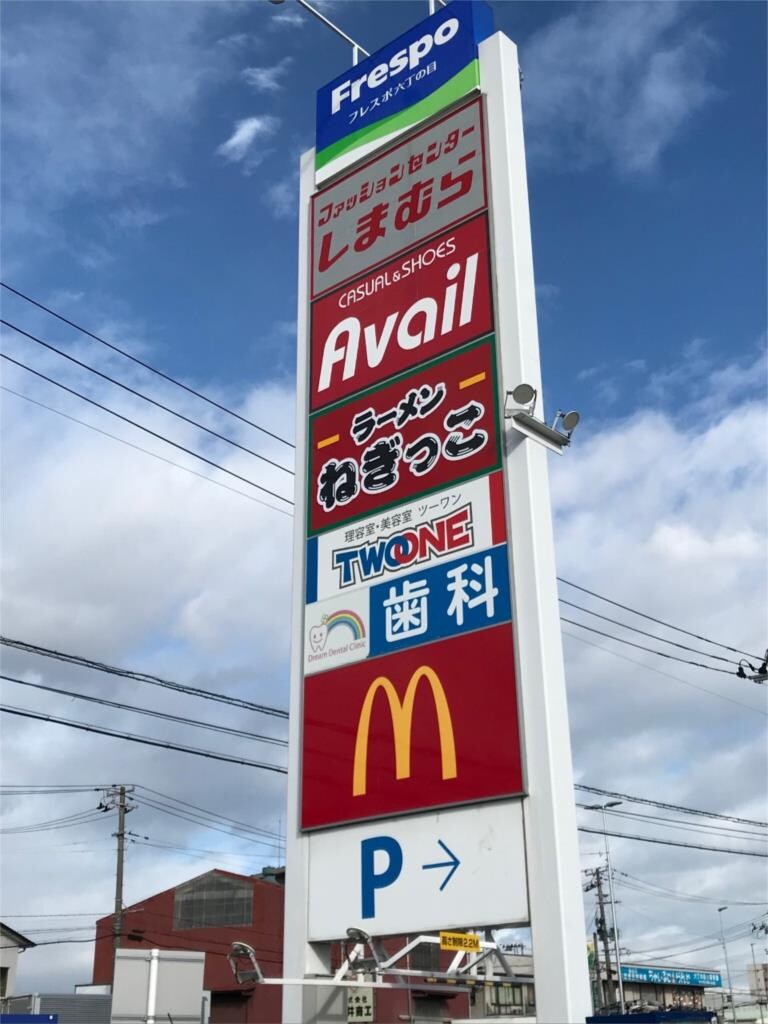 Frespo
フレスポ六丁の目
ファッションセンター
しまむら
CASUAL & SHOES
Avail
ラーメン
ねぎっこ
理容室・美容室 ツーワン
TWOONE
歯科
Dream Dental Clinic
M
P →
高さ制限2.2M